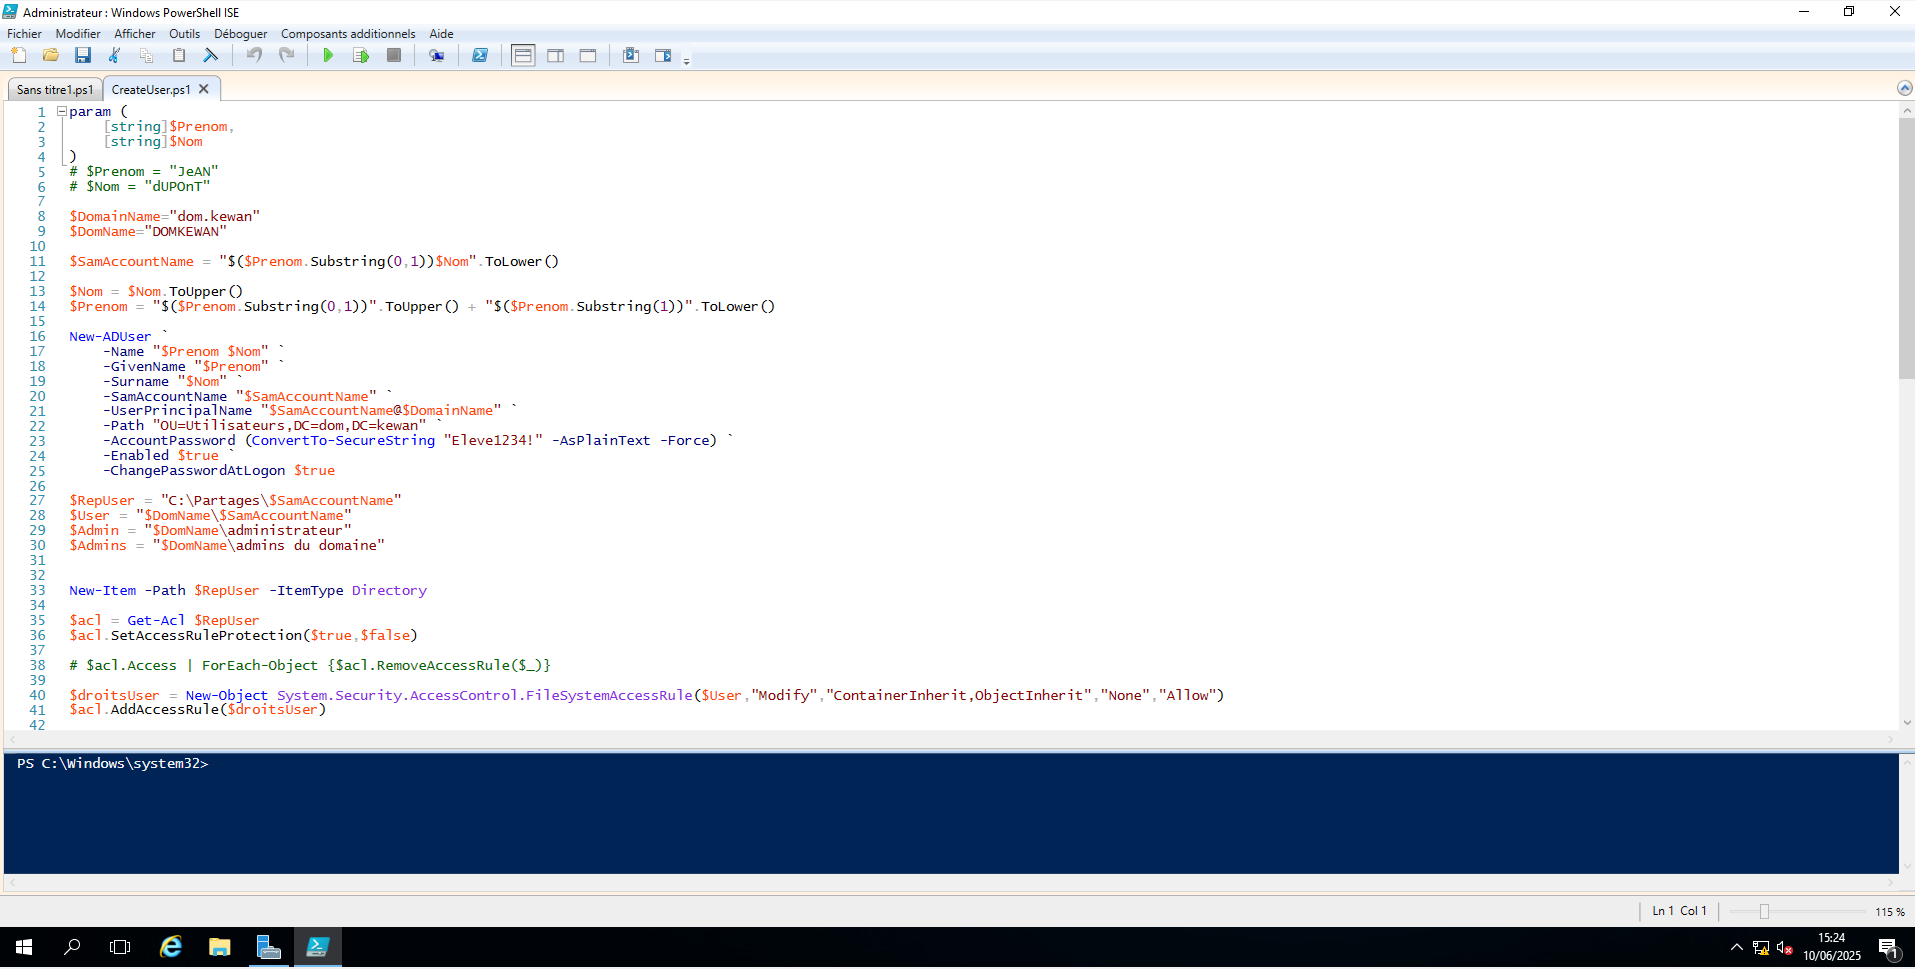 Administrateur : Windows PowerShell ISE
Fichier Modifier Afficher Outils Déboguer Composants additionnels Aide
Sans titre1.ps1 CreateUser.ps1
1 param (
2 [string]$Prenom,
3 [string]$Nom
4 )
5 # $Prenom = "JeAN"
6 # $Nom = "dUPOnT"
7
8 $DomainName="dom.kewan"
9 $DomName="DOMKEWAN"
10
11 $SamAccountName = "$($Prenom.Substring(0,1))$Nom".ToLower()
12
13 $Nom = $Nom.ToUpper()
14 $Prenom = "$($Prenom.Substring(0,1))".ToUpper() + "$($Prenom.Substring(1))".ToLower()
15
16 New-ADUser `
17 -Name "$Prenom $Nom" `
18 -GivenName "$Prenom" `
19 -Surname "$Nom" `
20 -SamAccountName "$SamAccountName" `
21 -UserPrincipalName "$SamAccountName@$DomainName" `
22 -Path "OU=Utilisateurs,DC=dom,DC=kewan" `
23 -AccountPassword (ConvertTo-SecureString "Eleve1234!" -AsPlainText -Force) `
24 -Enabled $true `
25 -ChangePasswordAtLogon $true
26
27 $RepUser = "C:\Partages\$SamAccountName"
28 $User = "$DomName\$SamAccountName"
29 $Admin = "$DomName\administrateur"
30 $Admins = "$DomName\admins du domaine"
31
32
33 New-Item -Path $RepUser -ItemType Directory
34
35 $acl = Get-Acl $RepUser
36 $acl.SetAccessRuleProtection($true,$false)
37
38 # $acl.Access | ForEach-Object {$acl.RemoveAccessRule($_)}
39
40 $droitsUser = New-Object System.Security.AccessControl.FileSystemAccessRule($User,"Modify","ContainerInherit,ObjectInherit","None","Allow")
41 $acl.AddAccessRule($droitsUser)
42
PS C:\Windows\system32>
Ln 1 Col 1 115 %
15:24
10/06/2025
1